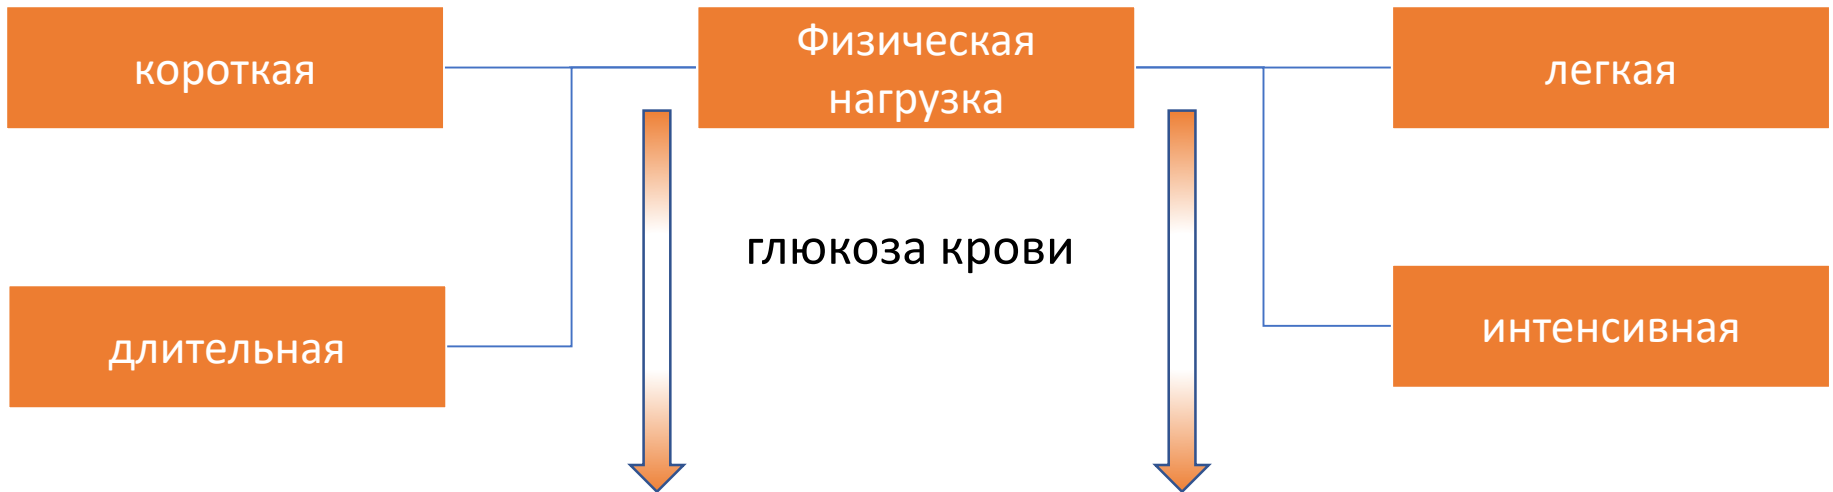 короткая
Физическая
нагрузка
легкая
глюкоза крови
длительная
интенсивная